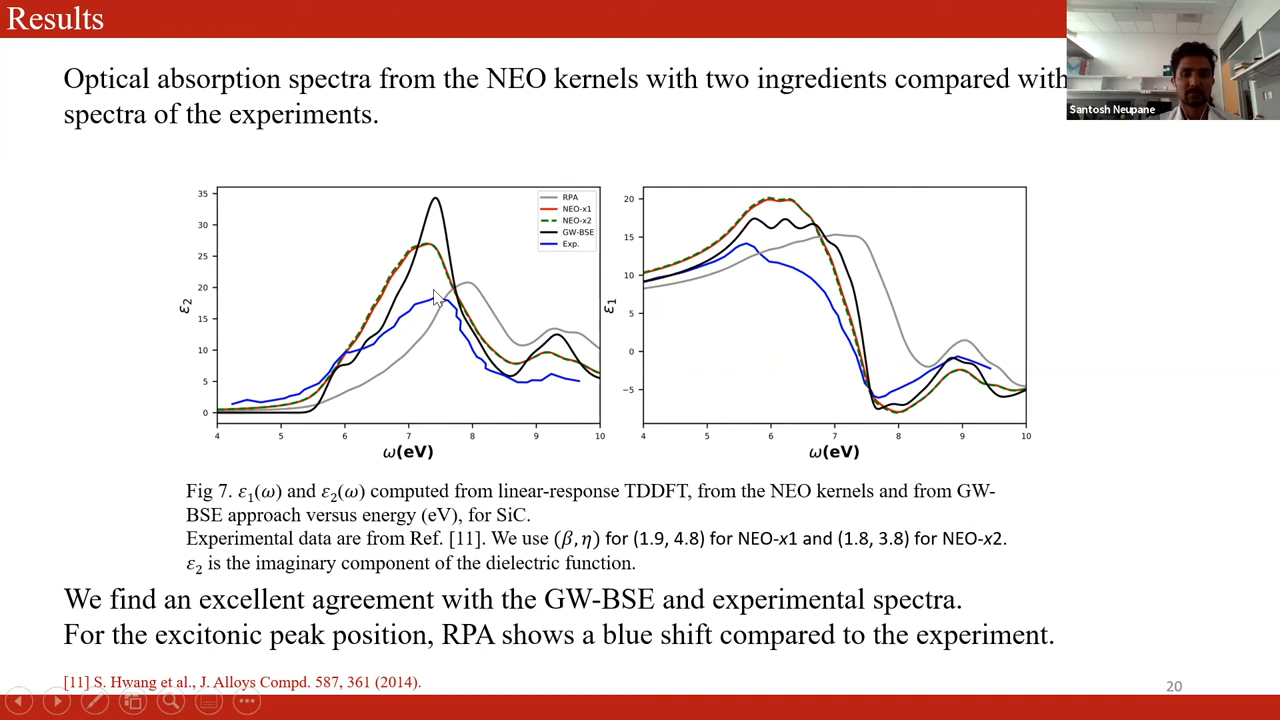 Results
Santosh Neupane
Optical absorption spectra from the NEO kernels with two ingredients compared with
spectra of the experiments.
35
30
25
20
15
10
5
0
ε2
4 5 6 7 8 9 10
ω(eV)
RPA
NEO-x1
NEO-x2
GW-BSE
Exp.
20
15
10
5
0
−5
ε1
4 5 6 7 8 9 10
ω(eV)
Fig 7. ε1(ω) and ε2(ω) computed from linear-response TDDFT, from the NEO kernels and from GW-
BSE approach versus energy (eV), for SiC.
Experimental data are from Ref. [11]. We use (β, η) for (1.9, 4.8) for NEO-x1 and (1.8, 3.8) for NEO-x2.
ε2 is the imaginary component of the dielectric function.
We find an excellent agreement with the GW-BSE and experimental spectra.
For the excitonic peak position, RPA shows a blue shift compared to the experiment.
[11] S. Hwang et al., J. Alloys Compd. 587, 361 (2014).
20